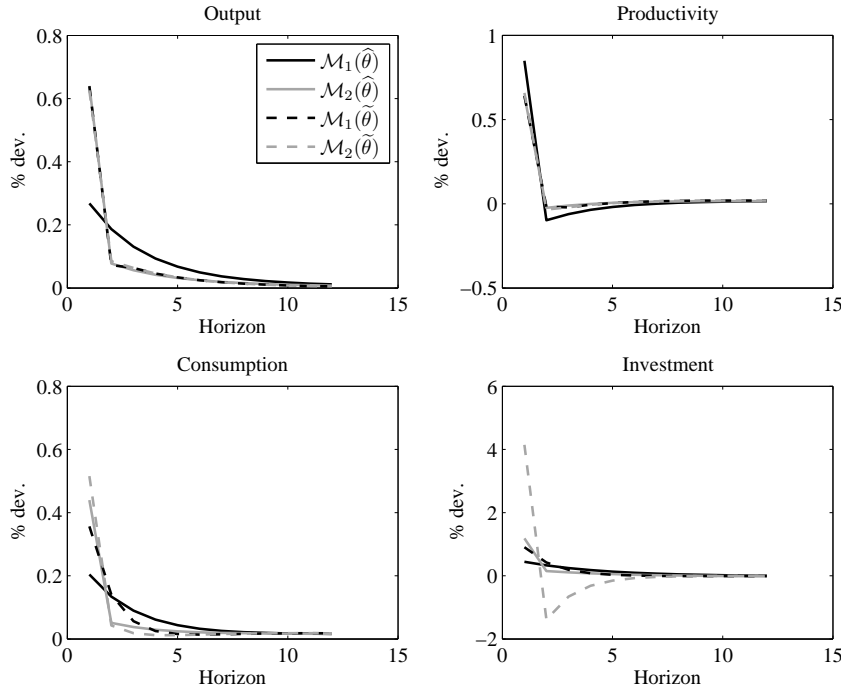 Output
% dev.
0.8
0.6
0.4
0.2
0
0
5
10
15
Horizon
ℳ₁(θ̂)
ℳ₂(θ̂)
ℳ₁(θ̃)
ℳ₂(θ̃)
Productivity
% dev.
1
0.5
0
−0.5
0
5
10
15
Horizon
Consumption
% dev.
0.8
0.6
0.4
0.2
0
0
5
10
15
Horizon
Investment
% dev.
6
4
2
0
−2
0
5
10
15
Horizon